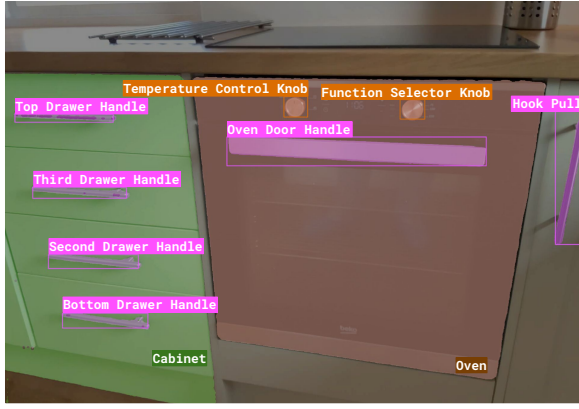 Temperature Control Knob
Function Selector Knob
Top Drawer Handle
Hook Pull
Oven Door Handle
Third Drawer Handle
Second Drawer Handle
Bottom Drawer Handle
beko
Cabinet
Oven